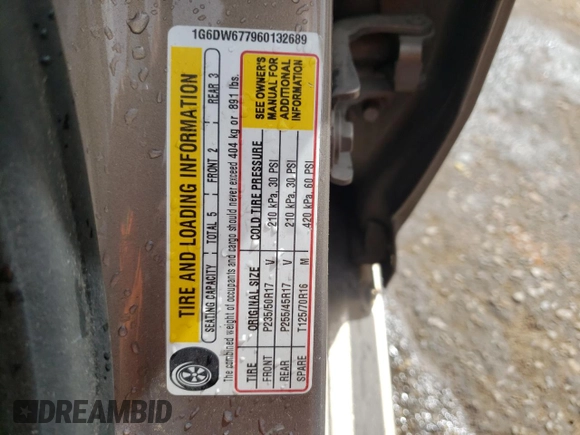 1G6DW677960132689
TIRE AND LOADING INFORMATION
SEATING CAPACITY | TOTAL 5 | FRONT 2 | REAR 3
The combined weight of occupants and cargo should never exceed 404 kg or 891 lbs.
TIRE ORIGINAL SIZE COLD TIRE PRESSURE
FRONT P235/50R17 V 210 kPa, 30 PSI
REAR P255/45R17 V 210 kPa, 30 PSI
SPARE T125/70R16 M 420 kPa, 60 PSI
SEE OWNER'S
MANUAL FOR
ADDITIONAL
INFORMATION
DREAMBID